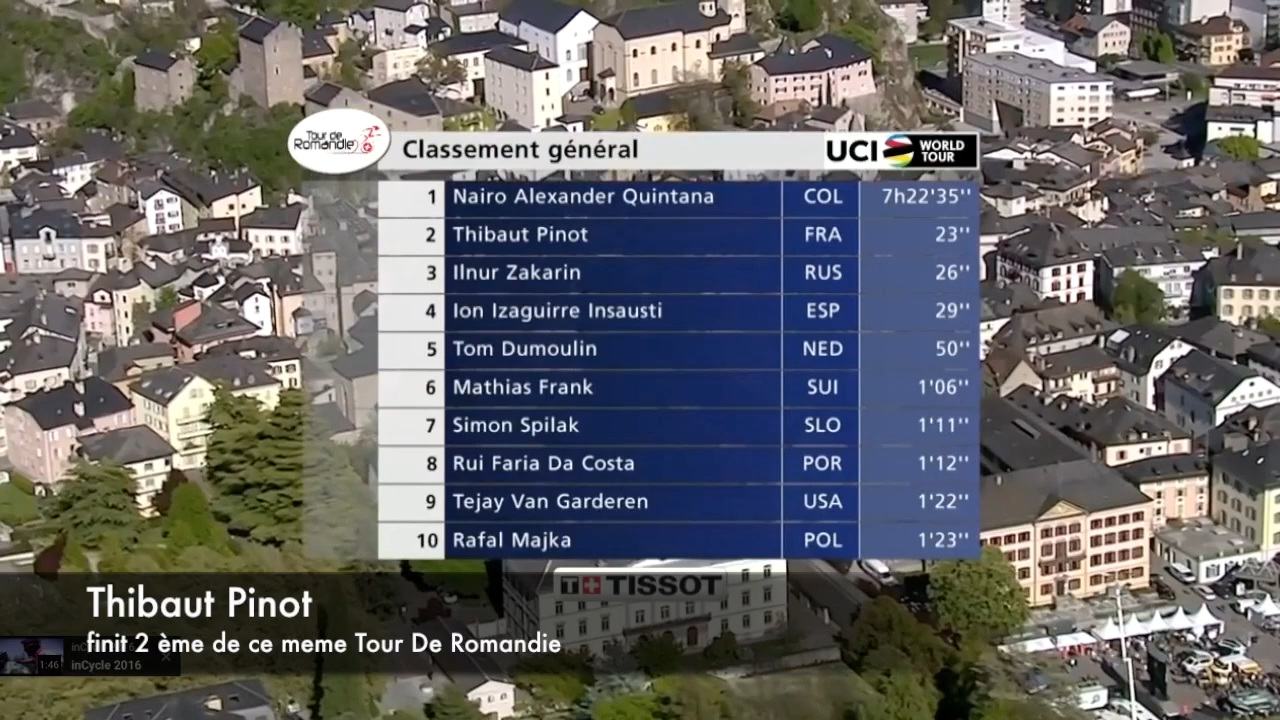 Tour de
Romandie
Classement général
UCI WORLD
TOUR
1 Nairo Alexander Quintana COL 7h22'35''
2 Thibaut Pinot FRA 23''
3 Ilnur Zakarin RUS 26''
4 Ion Izaguirre Insausti ESP 29''
5 Tom Dumoulin NED 50''
6 Mathias Frank SUI 1'06''
7 Simon Spilak SLO 1'11''
8 Rui Faria Da Costa POR 1'12''
9 Tejay Van Garderen USA 1'22''
10 Rafal Majka POL 1'23''
T TISSOT
Thibaut Pinot
finit 2 ème de ce meme Tour De Romandie
1:46
inCycle 2016